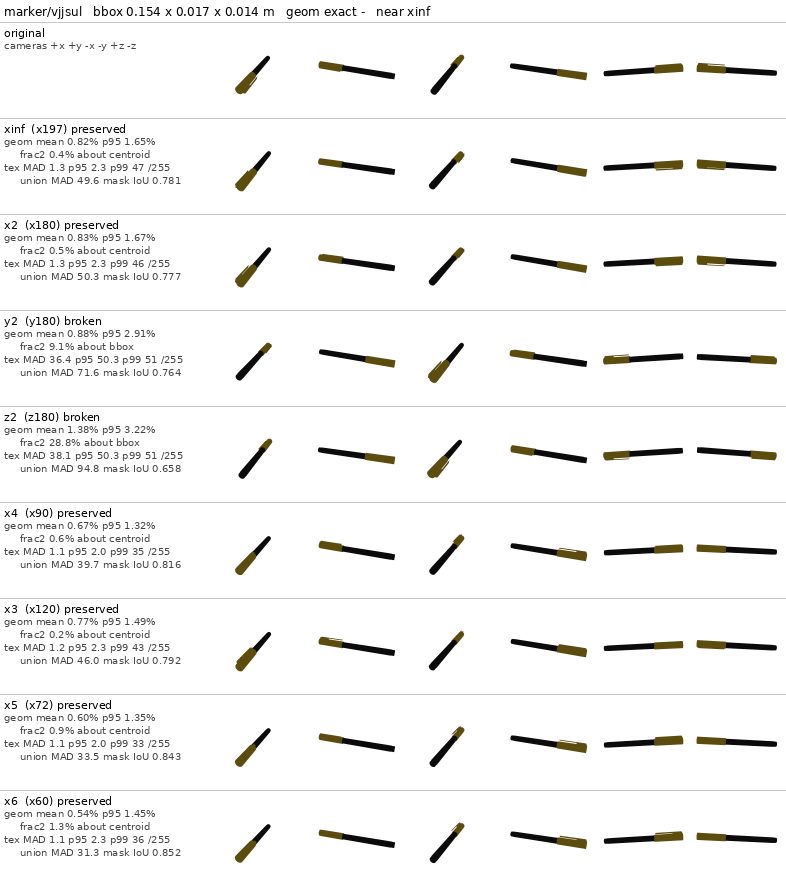 marker/vjjsul bbox 0.154 x 0.017 x 0.014 m geom exact - near xinf
original
cameras +x +y -x -y +z -z
xinf (x197) preserved
geom mean 0.82% p95 1.65%
frac2 0.4% about centroid
tex MAD 1.3 p95 2.3 p99 47 /255
union MAD 49.6 mask IoU 0.781
x2 (x180) preserved
geom mean 0.83% p95 1.67%
frac2 0.5% about centroid
tex MAD 1.3 p95 2.3 p99 46 /255
union MAD 50.3 mask IoU 0.777
y2 (y180) broken
geom mean 0.88% p95 2.91%
frac2 9.1% about bbox
tex MAD 36.4 p95 50.3 p99 51 /255
union MAD 71.6 mask IoU 0.764
z2 (z180) broken
geom mean 1.38% p95 3.22%
frac2 28.8% about bbox
tex MAD 38.1 p95 50.3 p99 51 /255
union MAD 94.8 mask IoU 0.658
x4 (x90) preserved
geom mean 0.67% p95 1.32%
frac2 0.6% about centroid
tex MAD 1.1 p95 2.0 p99 35 /255
union MAD 39.7 mask IoU 0.816
x3 (x120) preserved
geom mean 0.77% p95 1.49%
frac2 0.2% about centroid
tex MAD 1.2 p95 2.3 p99 43 /255
union MAD 46.0 mask IoU 0.792
x5 (x72) preserved
geom mean 0.60% p95 1.35%
frac2 0.9% about centroid
tex MAD 1.1 p95 2.0 p99 33 /255
union MAD 33.5 mask IoU 0.843
x6 (x60) preserved
geom mean 0.54% p95 1.45%
frac2 1.3% about centroid
tex MAD 1.1 p95 2.3 p99 36 /255
union MAD 31.3 mask IoU 0.852